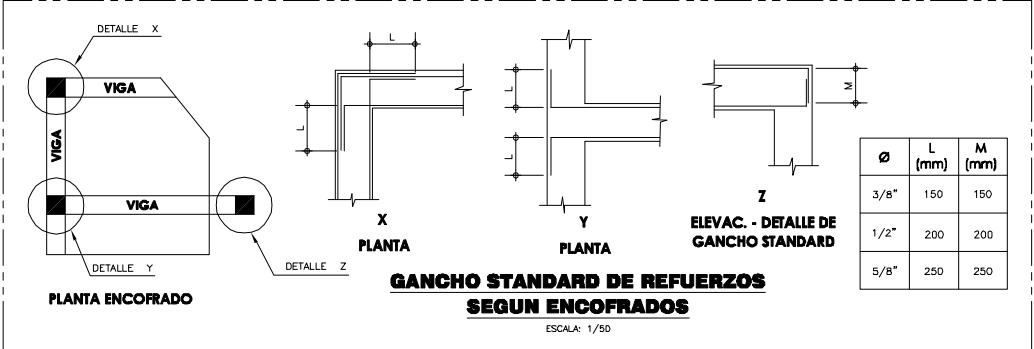 DETALLE X
VIGA
VIGA
VIGA
DETALLE Y
DETALLE Z
PLANTA ENCOFRADO
L
L
X
PLANTA
L
L
Y
PLANTA
M
Z
ELEVAC. - DETALLE DE
GANCHO STANDARD
GANCHO STANDARD DE REFUERZOS
SEGUN ENCOFRADOS
ESCALA: 1/50
Ø L (mm) M (mm)
3/8" 150 150
1/2" 200 200
5/8" 250 250